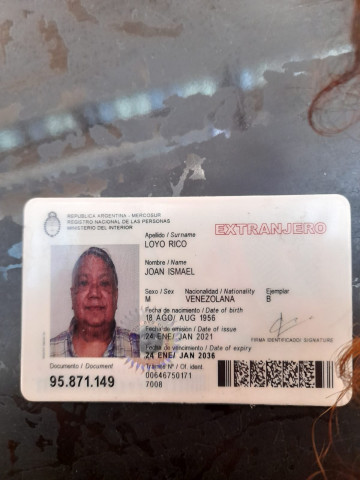 REPUBLICA ARGENTINA - MERCOSUR
REGISTRO NACIONAL DE LAS PERSONAS
MINISTERIO DEL INTERIOR
EXTRANJERO
Apellido / Surname
LOYO RICO
Nombre / Name
JOAN ISMAEL
Sexo / Sex Nacionalidad / Nationality Ejemplar
M VENEZOLANA B
Fecha de nacimiento / Date of birth
18 AGO/ AUG 1956
Fecha de emisión / Date of issue
24 ENE/ JAN 2021
FIRMA IDENTIFICADO/ SIGNATURE
Fecha de vencimiento / Date of expiry
24 ENE/ JAN 2036
Documento / Document
Trámite N° / Of. ident.
95.871.149
00646750171
7008